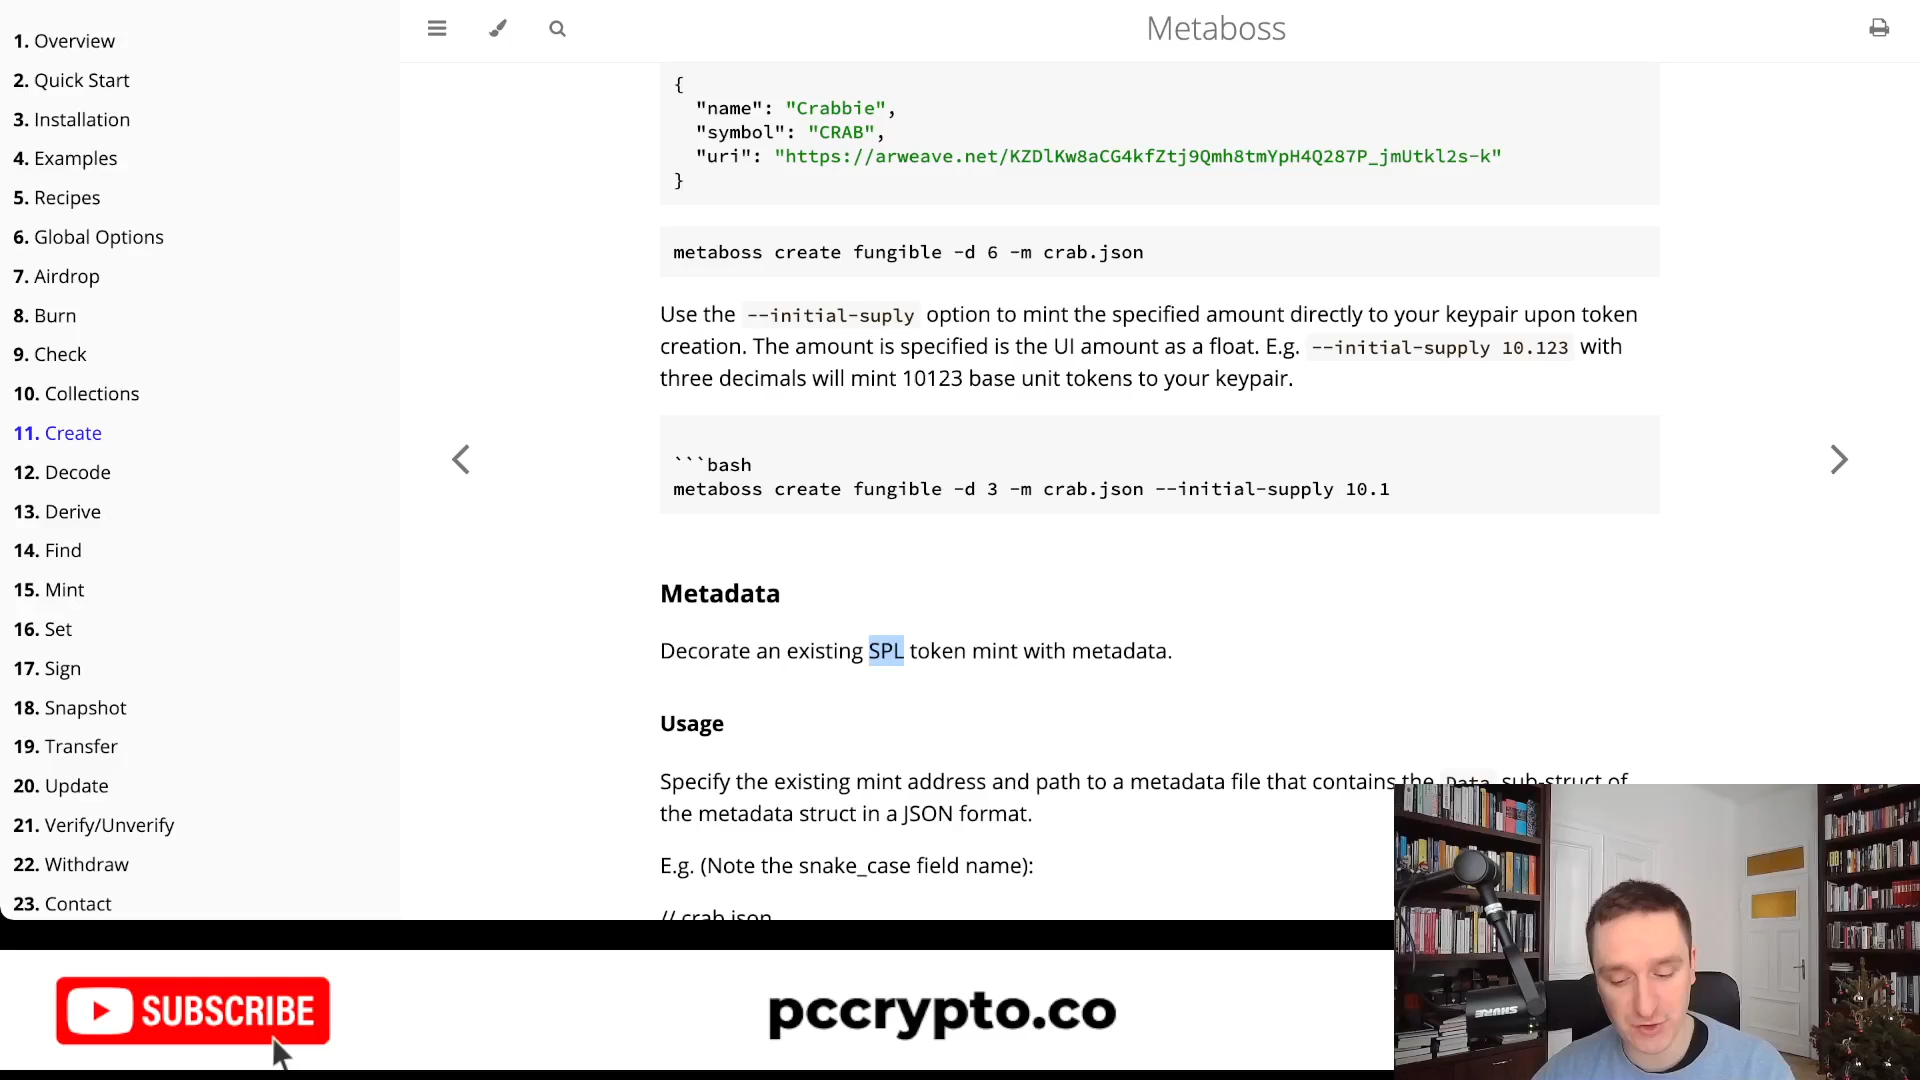 1. Overview
2. Quick Start
3. Installation
4. Examples
5. Recipes
6. Global Options
7. Airdrop
8. Burn
9. Check
10. Collections
11. Create
12. Decode
13. Derive
14. Find
15. Mint
16. Set
17. Sign
18. Snapshot
19. Transfer
20. Update
21. Verify/Unverify
22. Withdraw
23. Contact
Metaboss
{
"name": "Crabbie",
"symbol": "CRAB",
"uri": "https://arweave.net/KZDlKw8aCG4kfZtj9Qmh8tmYpH4Q287P_jmUtkl2s-k"
}
metaboss create fungible -d 6 -m crab.json
Use the --initial-suply option to mint the specified amount directly to your keypair upon token
creation. The amount is specified is the UI amount as a float. E.g. --initial-supply 10.123 with
three decimals will mint 10123 base unit tokens to your keypair.
```bash
metaboss create fungible -d 3 -m crab.json --initial-supply 10.1
Metadata
Decorate an existing SPL token mint with metadata.
Usage
Specify the existing mint address and path to a metadata file that contains the Data sub-struct of
the metadata struct in a JSON format.
E.g. (Note the snake_case field name):
// crab.json
SUBSCRIBE
pccrypto.co
SHURE